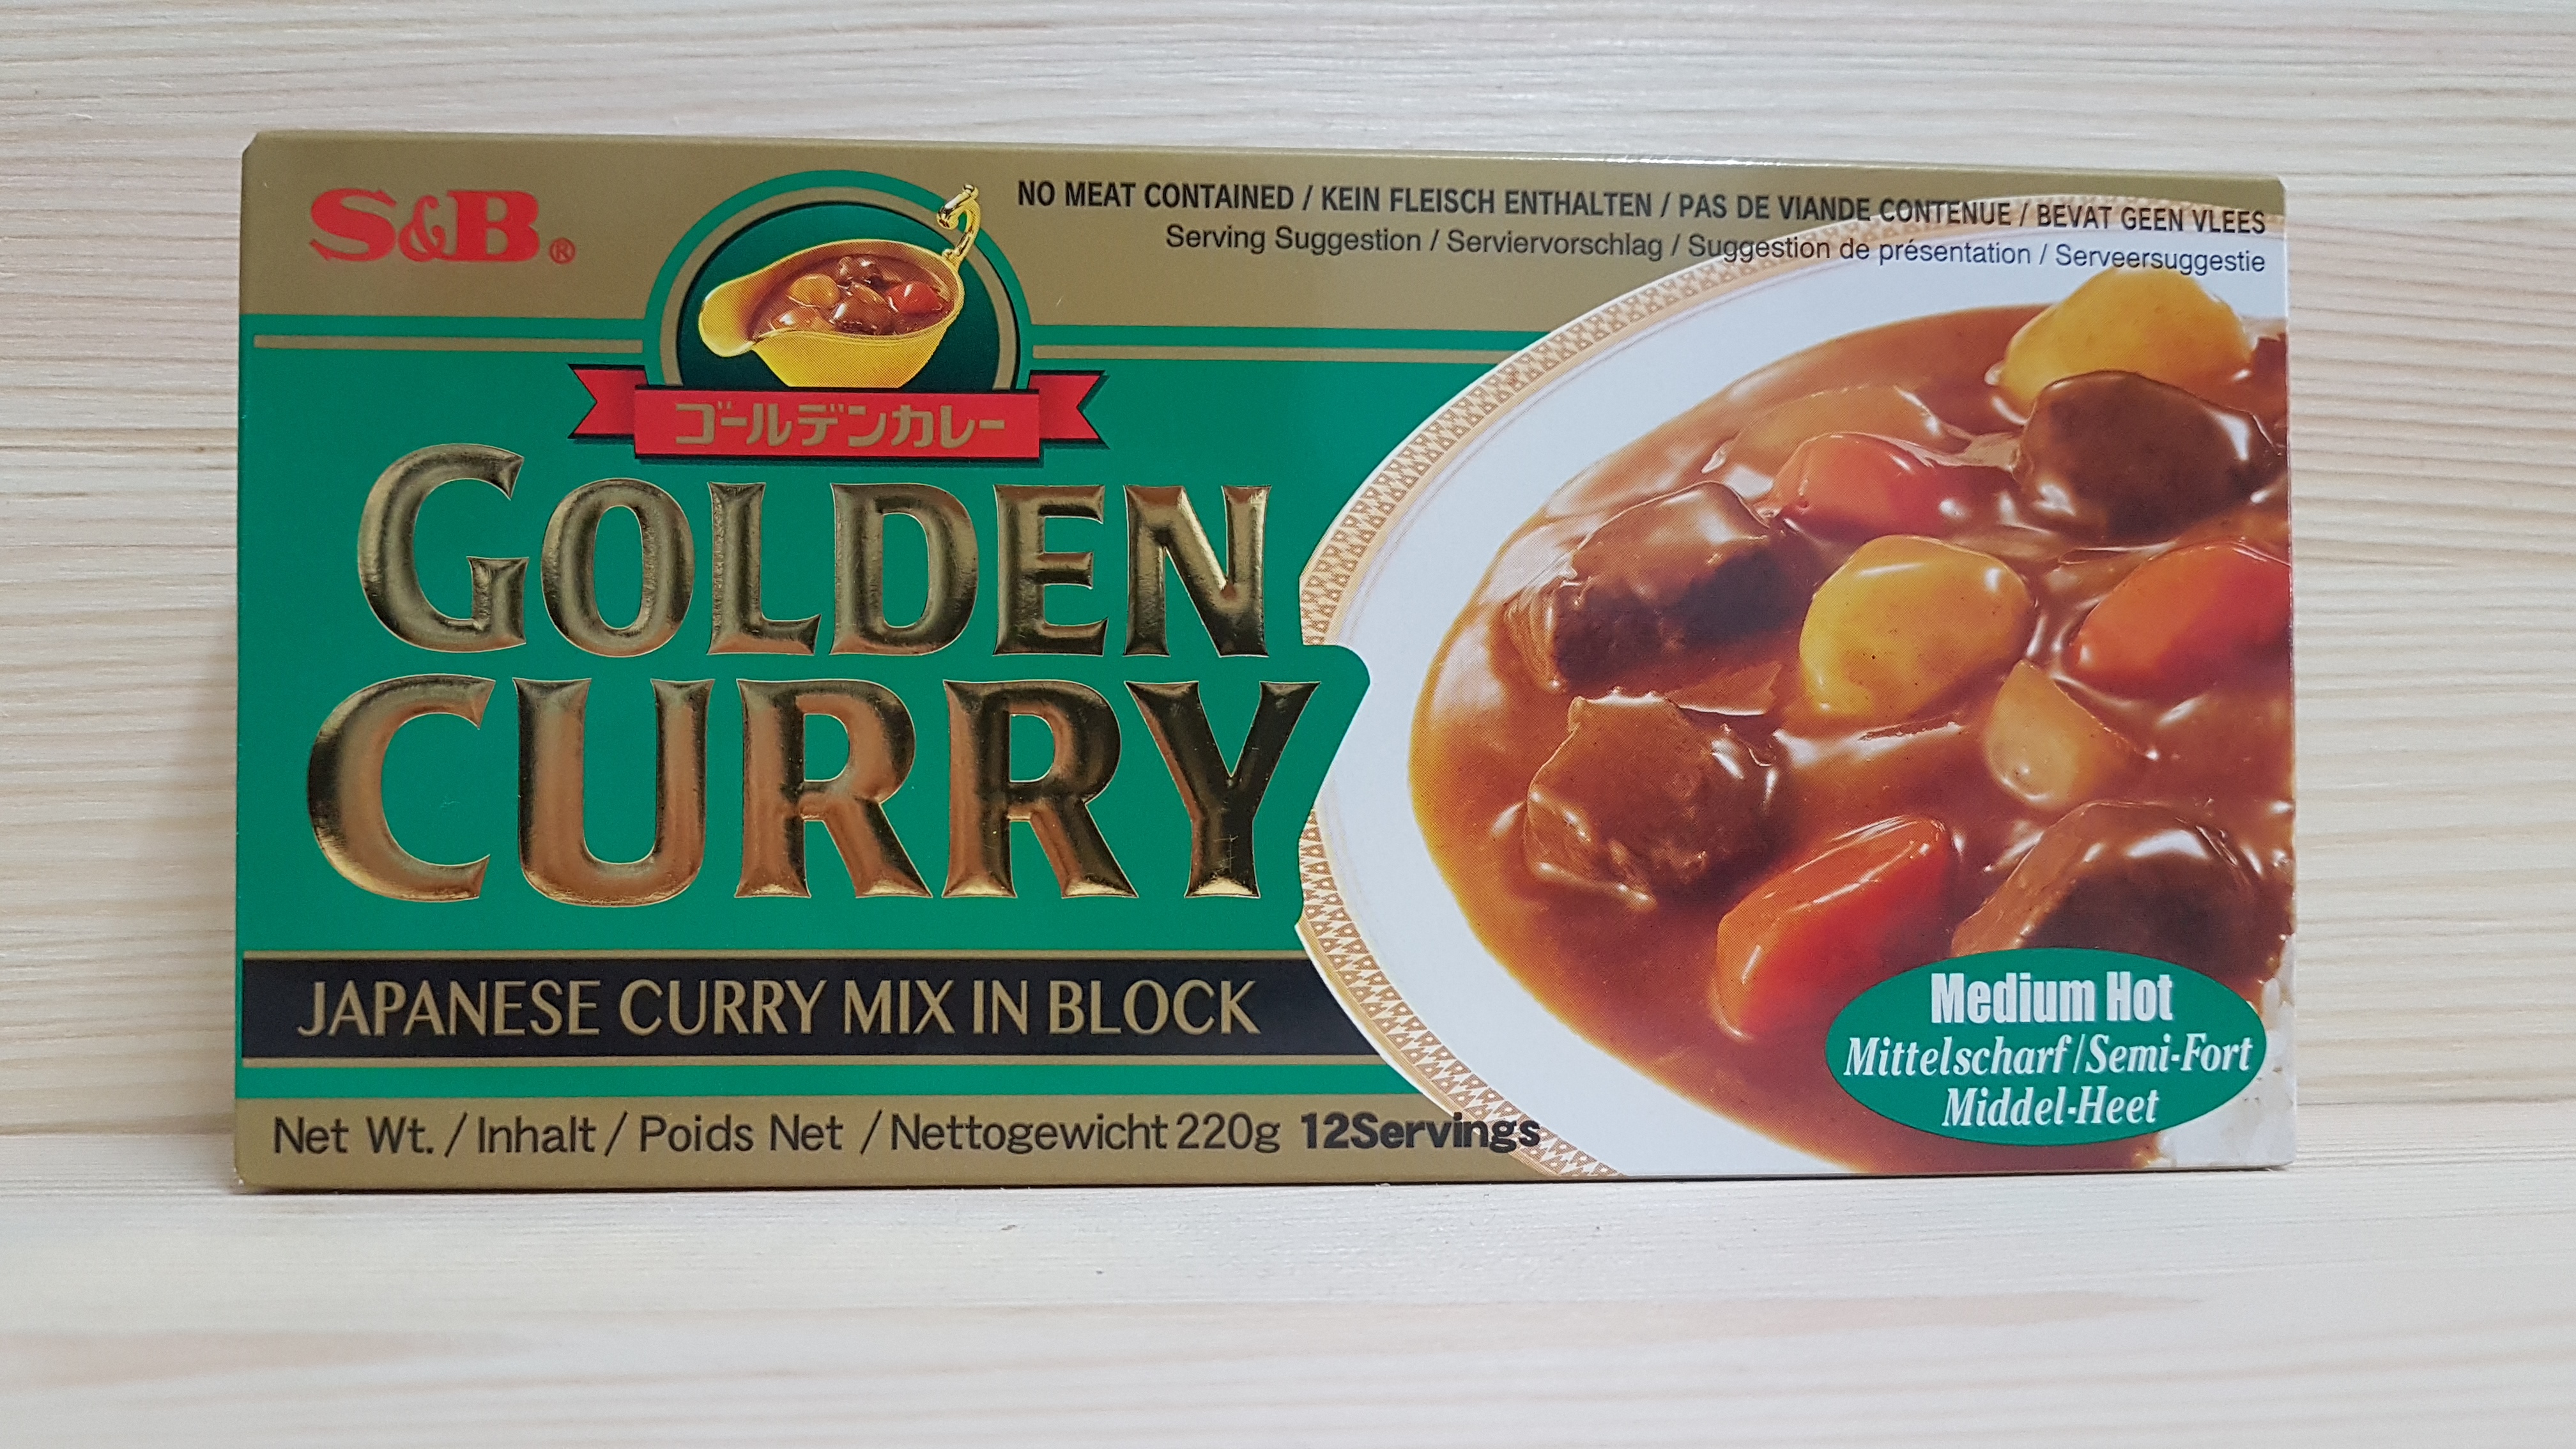 S&B®
NO MEAT CONTAINED / KEIN FLEISCH ENTHALTEN / PAS DE VIANDE CONTENUE / BEVAT GEEN VLEES
Serving Suggestion / Serviervorschlag / Suggestion de présentation / Serveersuggestie
ゴールデンカレー
GOLDEN
CURRY
JAPANESE CURRY MIX IN BLOCK
Medium Hot
Mittelscharf/Semi-Fort
Middel-Heet
Net Wt./Inhalt/Poids Net /Nettogewicht 220g 12Servings